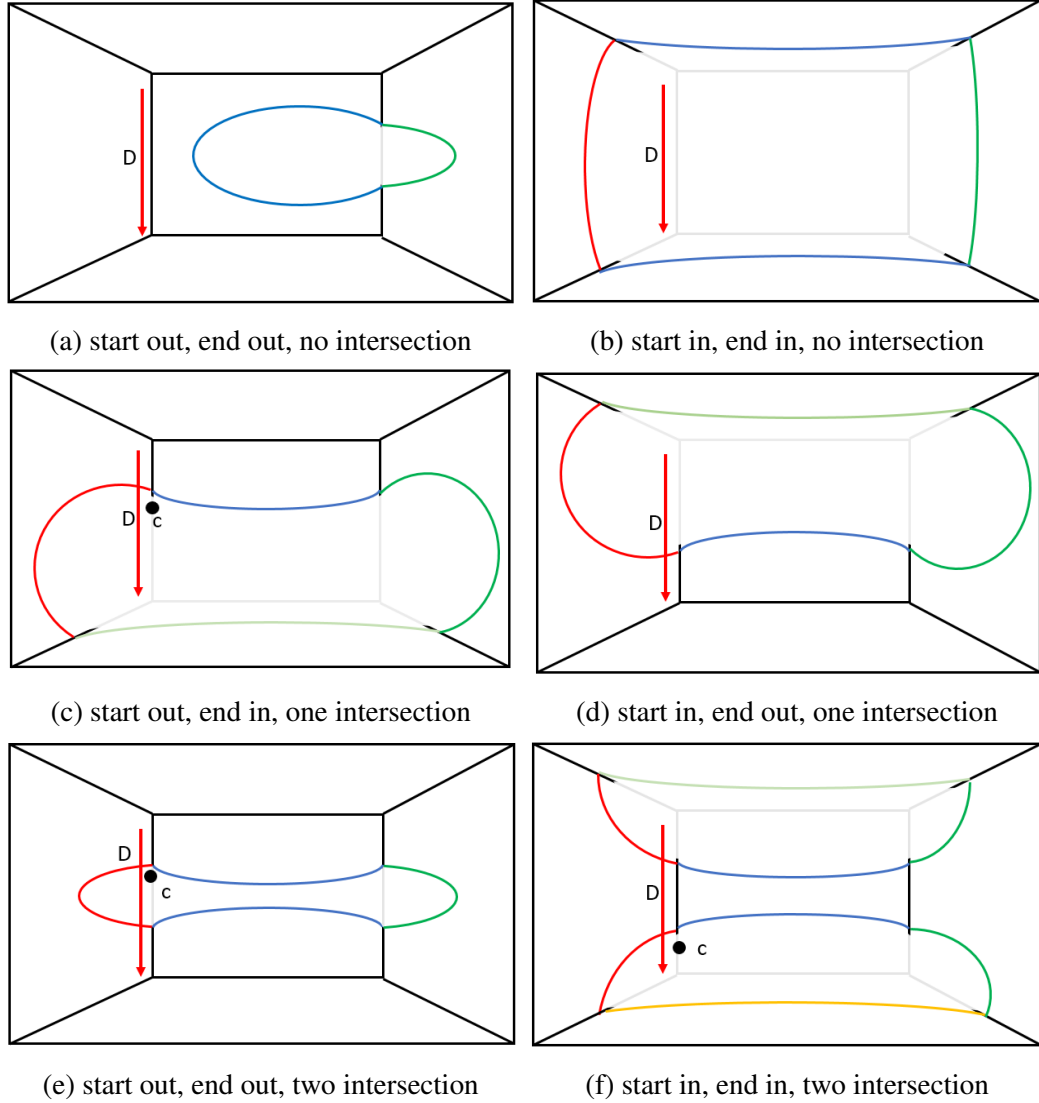 D
D
(a) start out, end out, no intersection
(b) start in, end in, no intersection
D
c
D
(c) start out, end in, one intersection
(d) start in, end out, one intersection
D
c
D
c
(e) start out, end out, two intersection
(f) start in, end in, two intersection